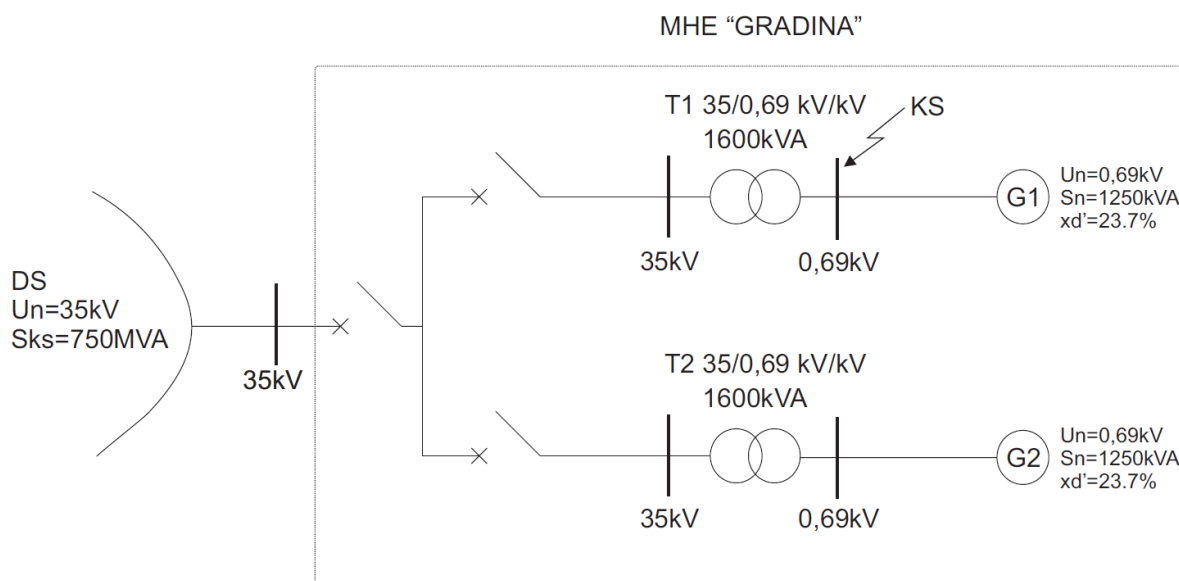 MHE “GRADINA”
T1 35/0,69 kV/kV
1600kVA
KS
G1
Un=0,69kV
Sn=1250kVA
xd’=23.7%
35kV
0,69kV
DS
Un=35kV
Sks=750MVA
35kV
T2 35/0,69 kV/kV
1600kVA
G2
Un=0,69kV
Sn=1250kVA
xd’=23.7%
35kV
0,69kV